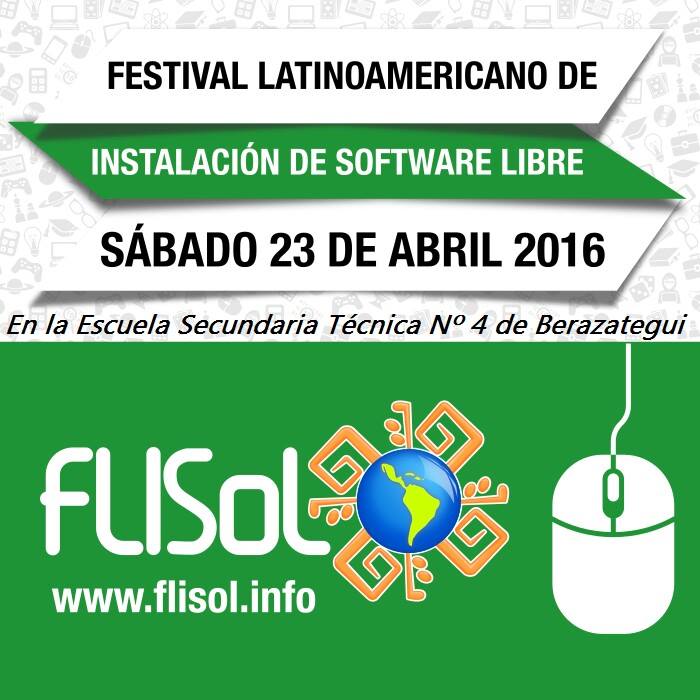 FESTIVAL LATINOAMERICANO DE
INSTALACIÓN DE SOFTWARE LIBRE
SÁBADO 23 DE ABRIL 2016
En la Escuela Secundaria Técnica Nº 4 de Berazategui
FLISoL
www.flisol.info